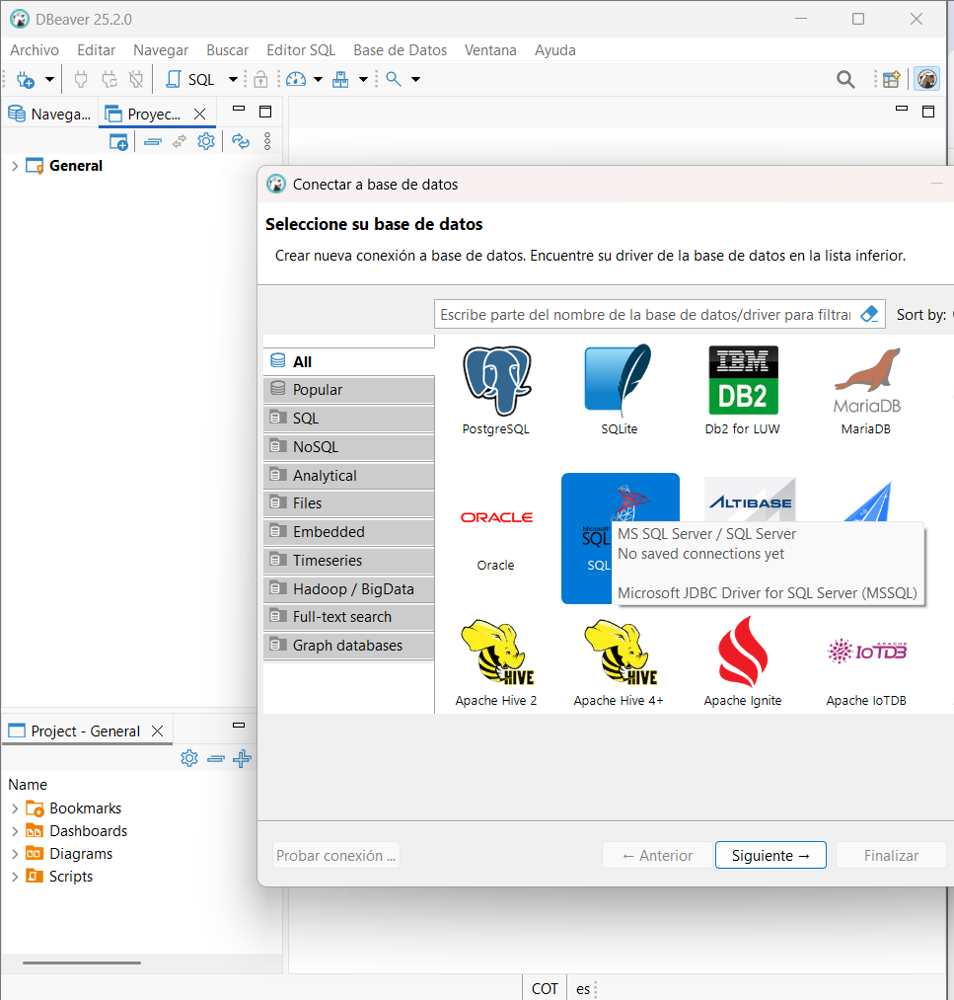 DBeaver 25.2.0
Archivo Editar Navegar Buscar Editor SQL Base de Datos Ventana Ayuda
SQL
Navega... Proyec...
General
Conectar a base de datos
Seleccione su base de datos
Crear nueva conexión a base de datos. Encuentre su driver de la base de datos en la lista inferior.
Escribe parte del nombre de la base de datos/driver para filtrar Sort by:
All
Popular
SQL
NoSQL
Analytical
Files
Embedded
Timeseries
Hadoop / BigData
Full-text search
Graph databases
IBM
DB2
MariaDB
PostgreSQL SQLite Db2 for LUW MariaDB
ORACLE
Microsoft
SQL
ALTIBASE
Oracle SQL
MS SQL Server / SQL Server
No saved connections yet
Microsoft JDBC Driver for SQL Server (MSSQL)
HIVE HIVE
APACHE
IOTDB
Apache Hive 2 Apache Hive 4+ Apache Ignite Apache IoTDB
Probar conexión ... ← Anterior Siguiente → Finalizar
Project - General
Name
Bookmarks
Dashboards
Diagrams
Scripts
COT es